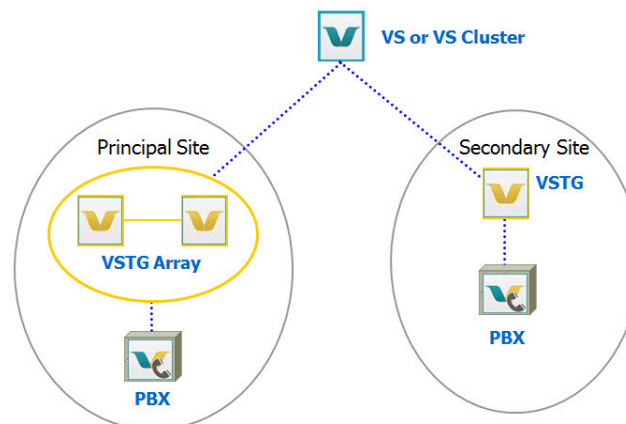 VS or VS Cluster
Principal Site
Secondary Site
VSTG
VSTG Array
PBX
PBX